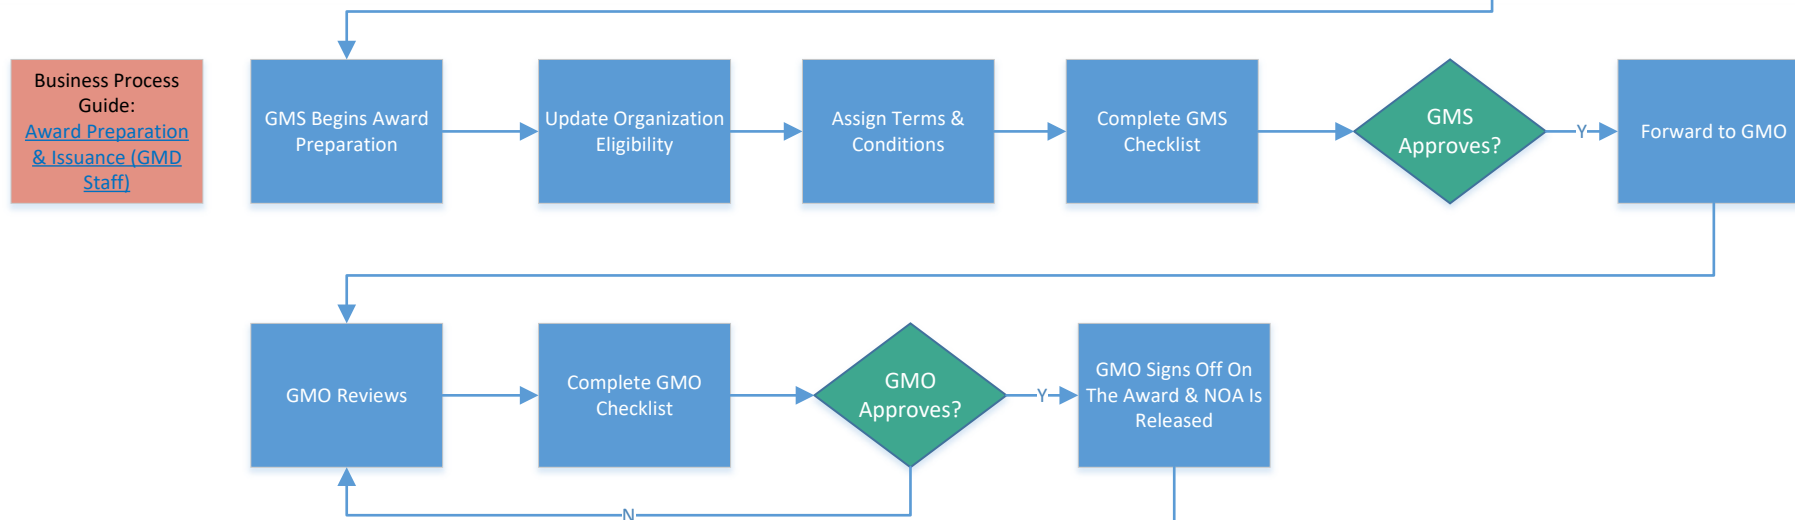 Business Process
Guide:
Award Preparation
& Issuance (GMD
Staff)
GMS Begins Award
Preparation
Update Organization
Eligibility
Assign Terms &
Conditions
Complete GMS
Checklist
GMS
Approves?
Y
Forward to GMO
GMO Reviews
Complete GMO
Checklist
GMO
Approves?
Y
GMO Signs Off On
The Award & NOA Is
Released
N